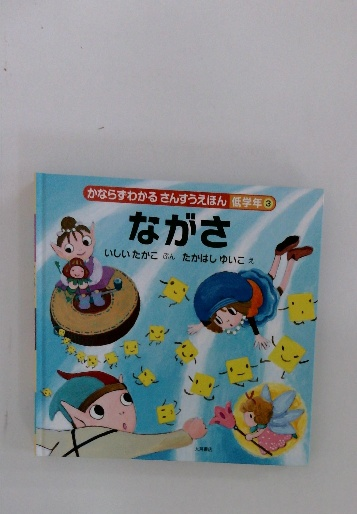 かならずわかる さんすうえほん 低学年 3
ながさ
いしい たかこ ぶん たかはし ゆいこ え